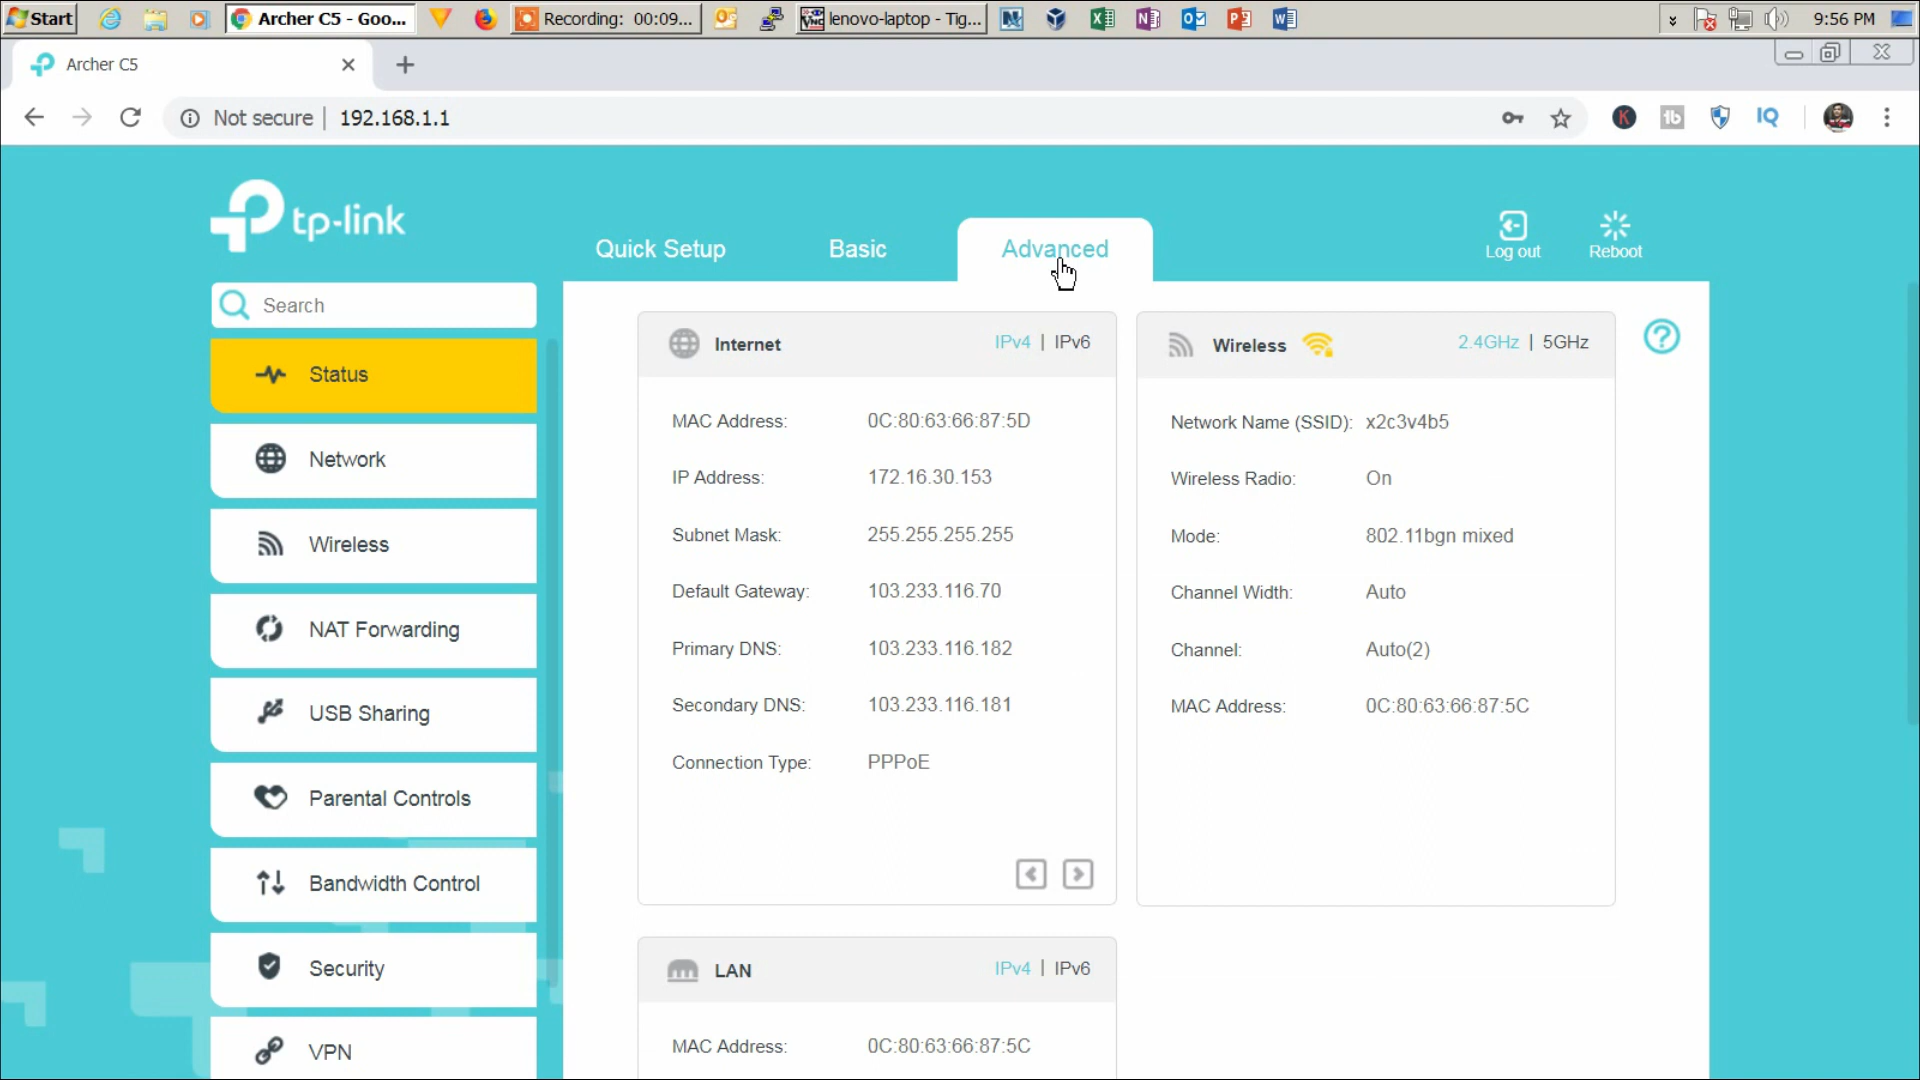 Start
Archer C5 - Goo...
Recording: 00:09...
lenovo-laptop - Tig...
9:56 PM
Archer C5
Not secure
192.168.1.1
IQ
tp-link
Quick Setup
Basic
Advanced
Log out
Reboot
Search
Status
Network
Wireless
NAT Forwarding
USB Sharing
Parental Controls
Bandwidth Control
Security
VPN
Internet
IPv4 | IPv6
MAC Address: 0C:80:63:66:87:5D
IP Address: 172.16.30.153
Subnet Mask: 255.255.255.255
Default Gateway: 103.233.116.70
Primary DNS: 103.233.116.182
Secondary DNS: 103.233.116.181
Connection Type: PPPoE
Wireless
2.4GHz | 5GHz
Network Name (SSID): x2c3v4b5
Wireless Radio: On
Mode: 802.11bgn mixed
Channel Width: Auto
Channel: Auto(2)
MAC Address: 0C:80:63:66:87:5C
LAN
IPv4 | IPv6
MAC Address: 0C:80:63:66:87:5C